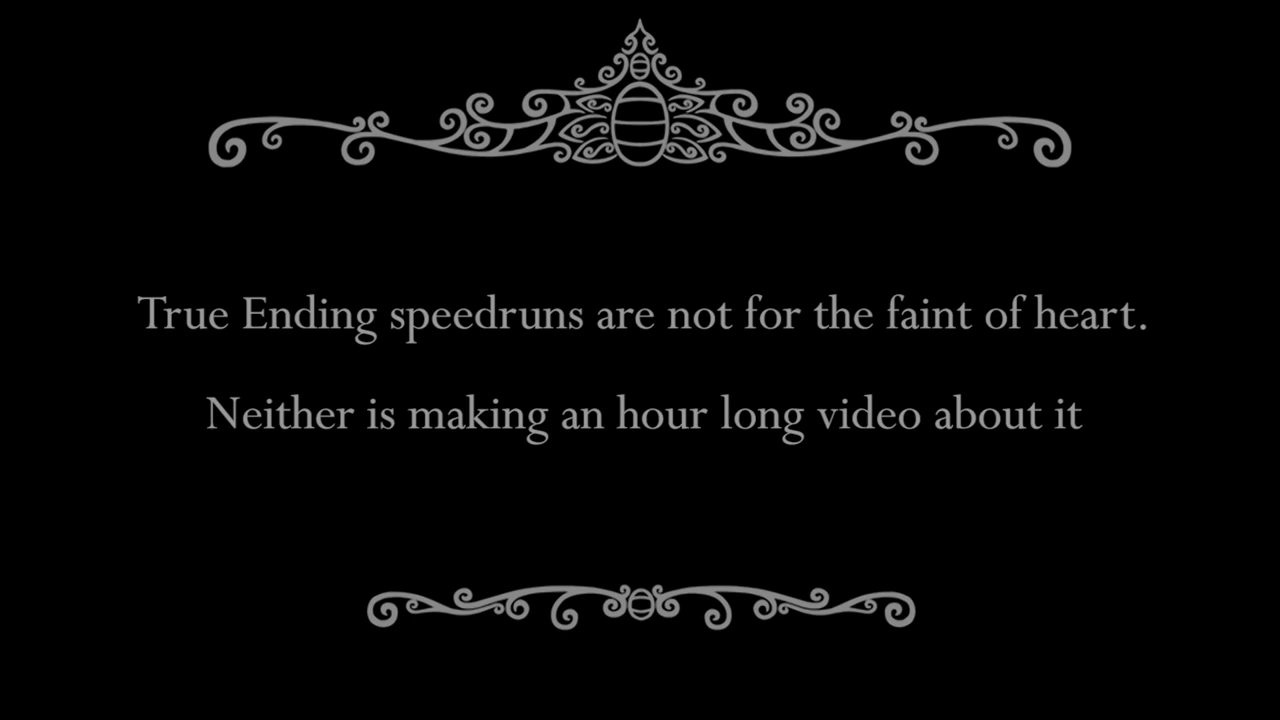 True Ending speedruns are not for the faint of heart.
Neither is making an hour long video about it